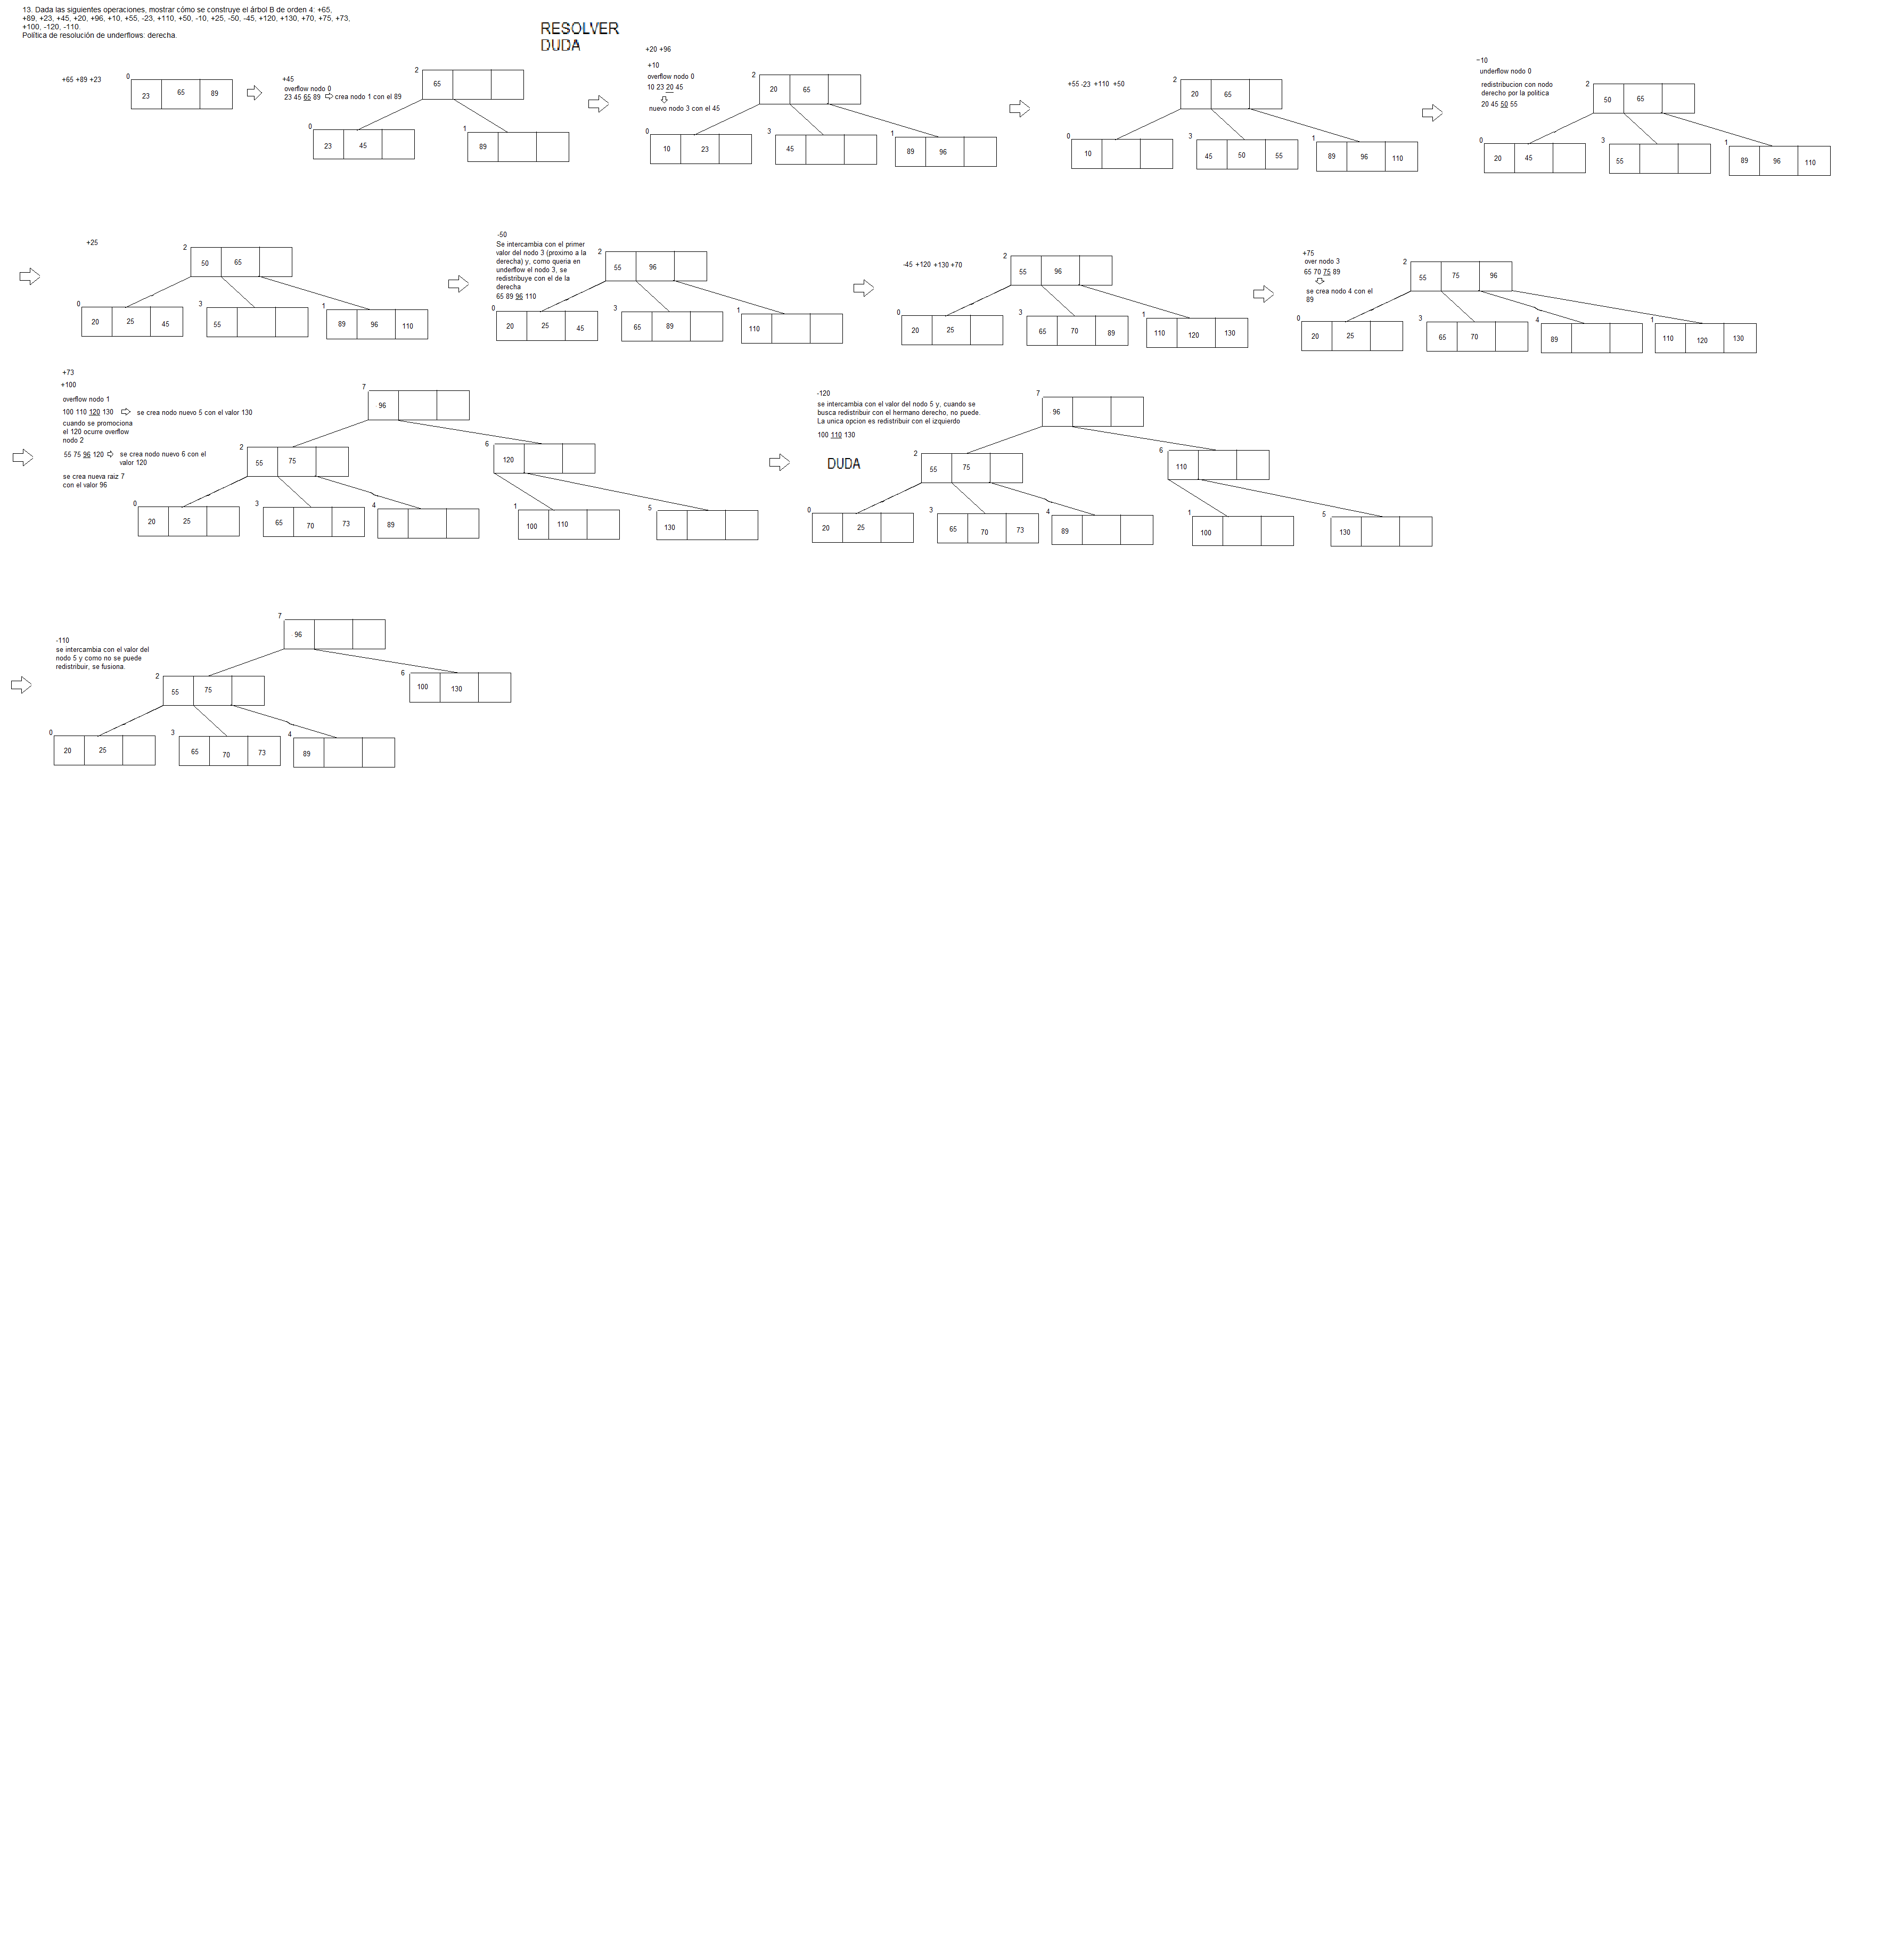 13. Dada las siguientes operaciones, mostrar cómo se construye el árbol B de orden 4: +65,
+89, +23, +45, +20, +96, +10, +55, -23, +110, +50, -10, +25, -50, -45, +120, +130, +70, +75, +73,
+100, -120, -110.
Política de resolución de underflows: derecha.
RESOLVER
DUDA
+65 +89 +23
0
23 65 89
+45
overflow nodo 0
23 45 65 89 crea nodo 1 con el 89
2
65
0
23 45
1
89
+20 +96
+10
overflow nodo 0
10 23 20 45
nuevo nodo 3 con el 45
2
20 65
0
10 23
3
45
1
89 96
+55 -23 +110 +50
2
20 65
0
10
3
45 50 55
1
89 96 110
-10
underflow nodo 0
redistribucion con nodo
derecho por la politica
20 45 50 55
2
50 65
0
20 45
3
55
1
89 96 110
+25
2
50 65
0
20 25 45
3
55
1
89 96 110
-50
Se intercambia con el primer
valor del nodo 3 (proximo a la
derecha) y, como queria en
underflow el nodo 3, se
redistribuye con el de la
derecha
65 89 96 110
2
55 96
0
20 25 45
3
65 89
1
110
-45 +120 +130 +70
2
55 96
0
20 25
3
65 70 89
1
110 120 130
+75
over nodo 3
65 70 75 89
se crea nodo 4 con el
89
2
55 75 96
0
20 25
3
65 70
4
89
1
110 120 130
+73
+100
overflow nodo 1
100 110 120 130 se crea nodo nuevo 5 con el valor 130
cuando se promociona
el 120 ocurre overflow
nodo 2
55 75 96 120 se crea nodo nuevo 6 con el
valor 120
se crea nueva raiz 7
con el valor 96
7
96
2
55 75
6
120
0
20 25
3
65 70 73
4
89
1
100 110
5
130
-120
se intercambia con el valor del nodo 5 y, cuando se
busca redistribuir con el hermano derecho, no puede.
La unica opcion es redistribuir con el izquierdo
100 110 130
DUDA
7
96
2
55 75
6
110
0
20 25
3
65 70 73
4
89
1
100
5
130
-110
se intercambia con el valor del
nodo 5 y como no se puede
redistribuir, se fusiona.
7
96
2
55 75
6
100 130
0
20 25
3
65 70 73
4
89